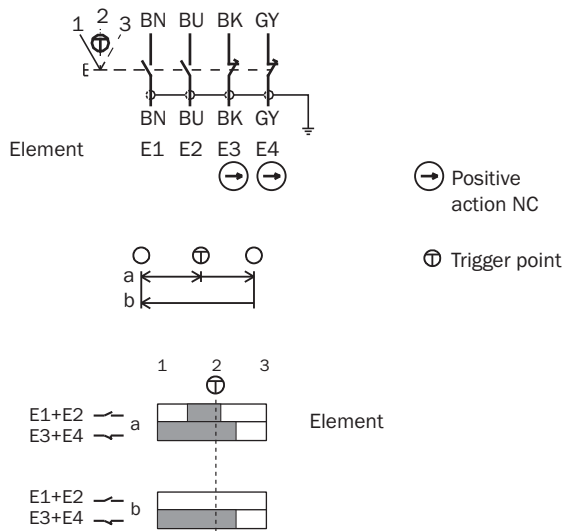 1 2 3 BN BU BK GY
BN BU BK GY
Element E1 E2 E3 E4
Positive
action NC
a
b
Trigger point
1 2 3
E1+E2
E3+E4
a
Element
E1+E2
E3+E4
b